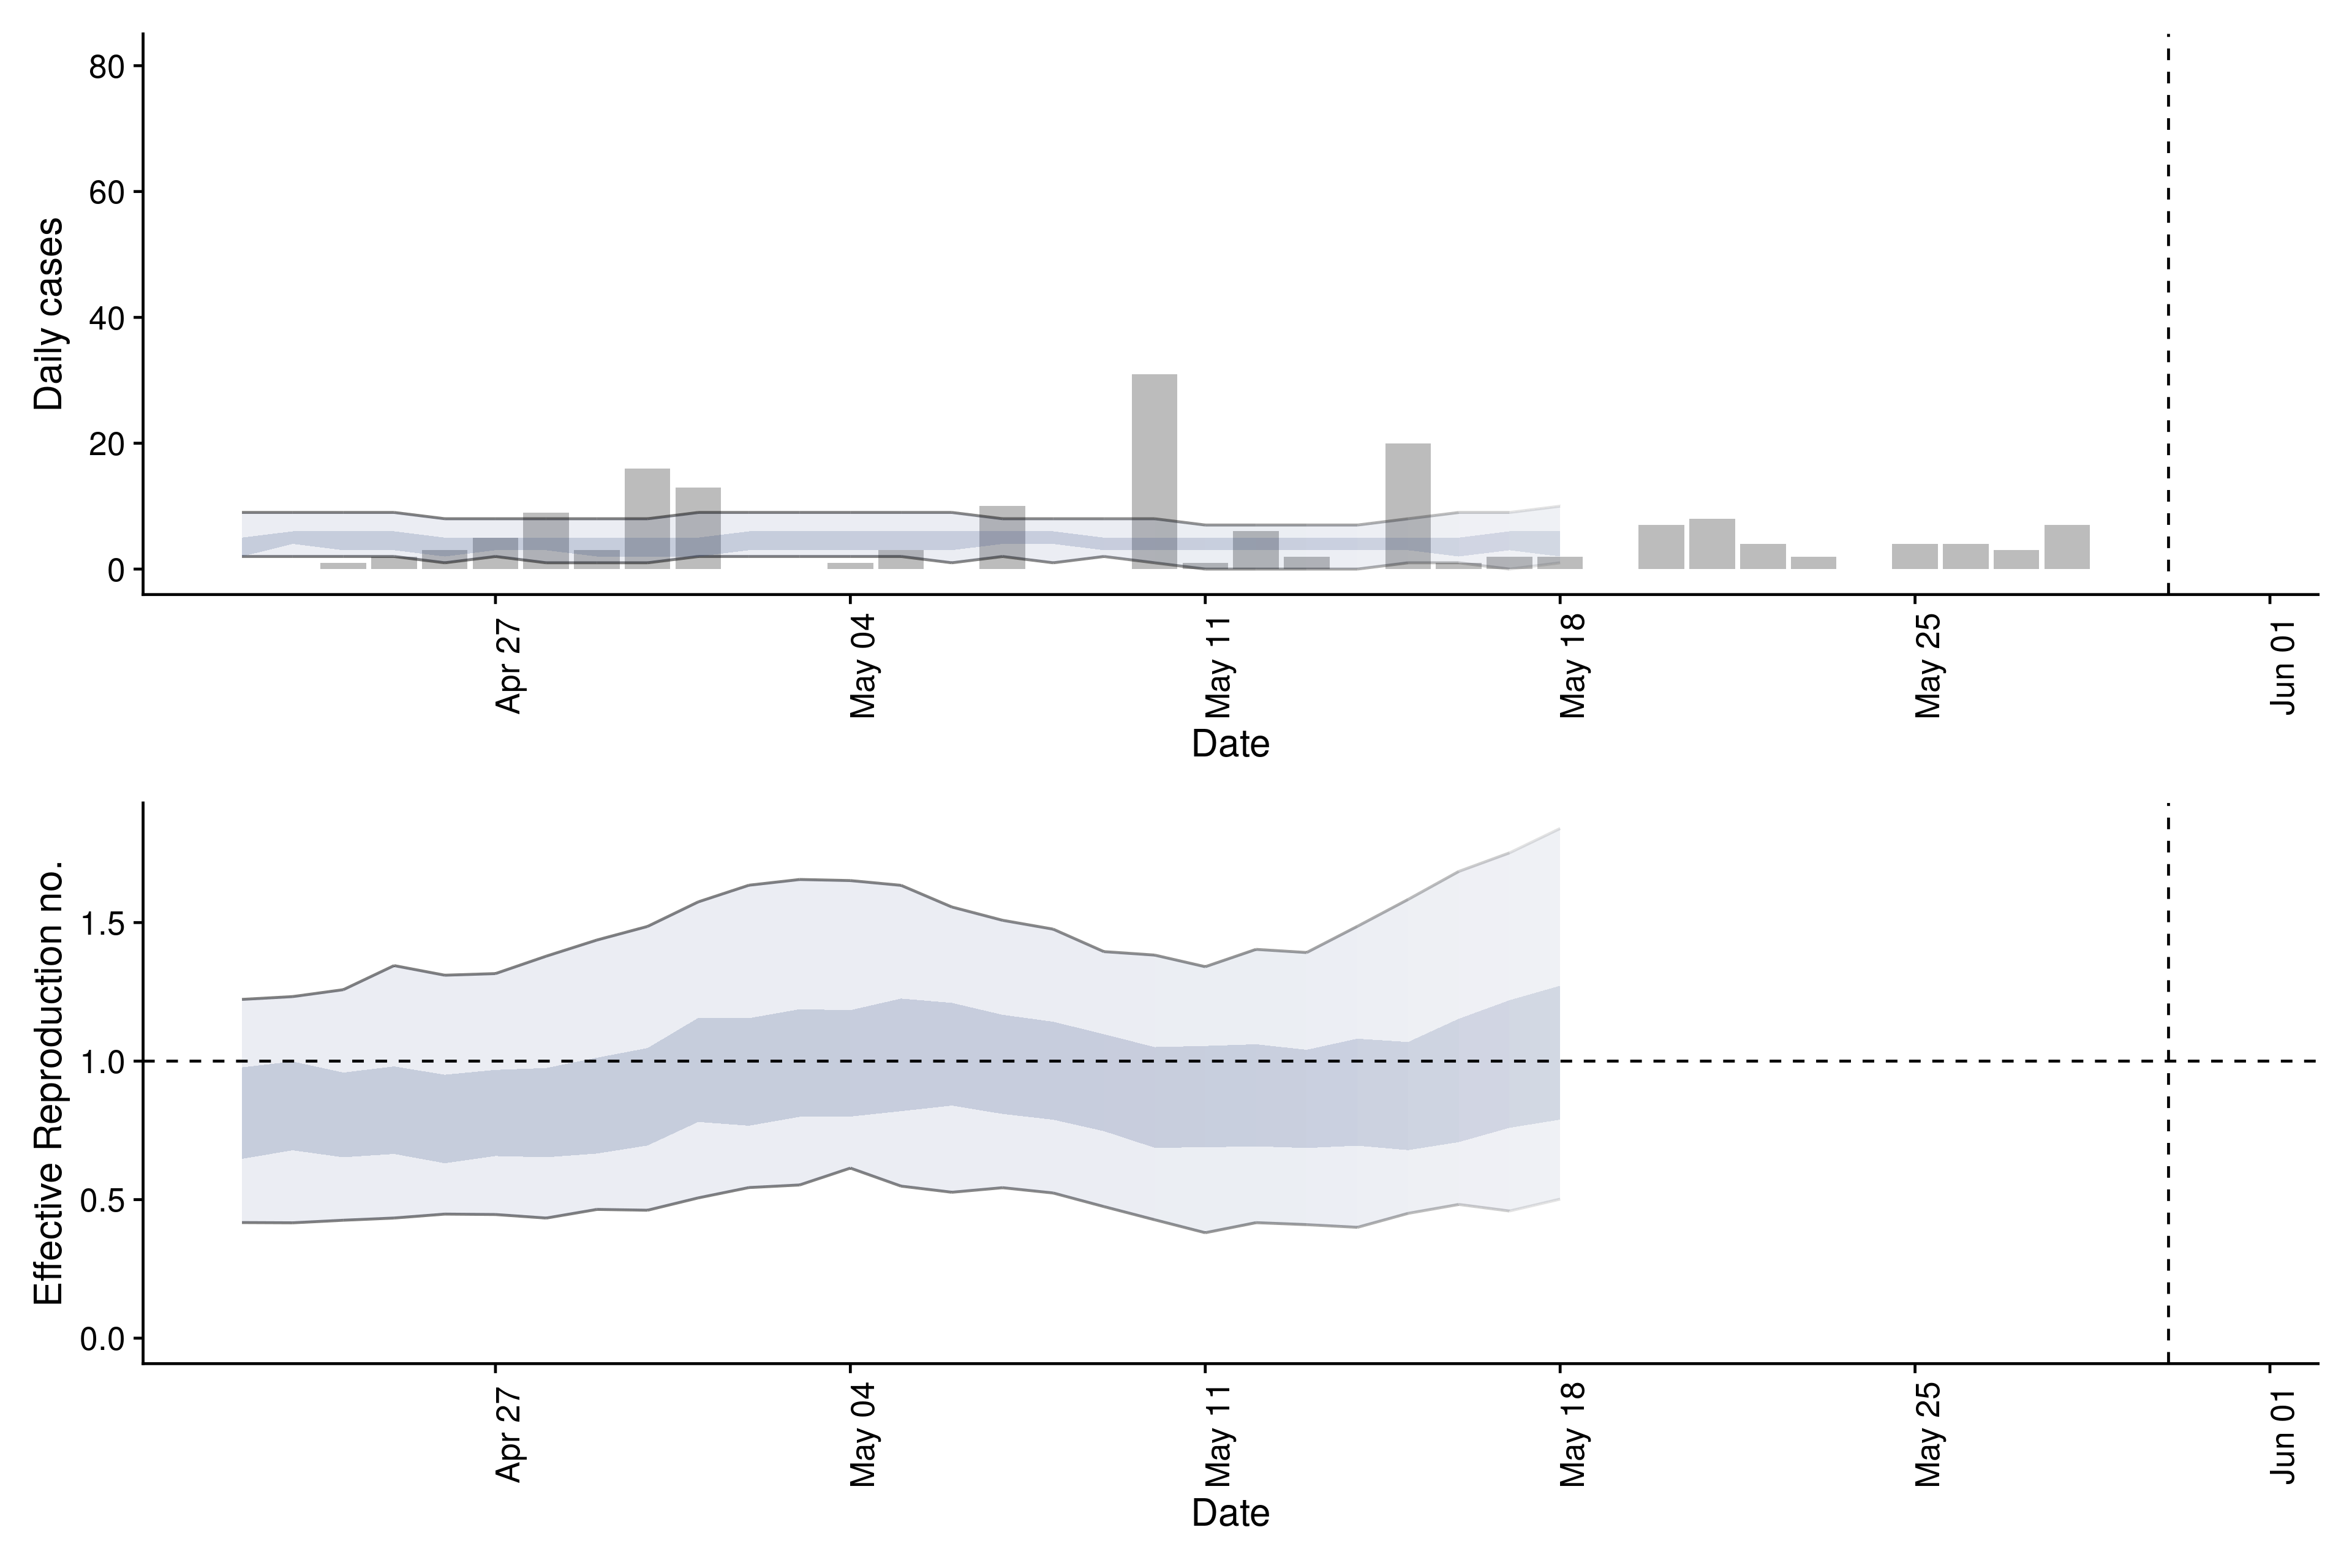 Daily cases
80
60
40
20
0
Apr 27
May 04
May 11
May 18
May 25
Jun 01
Date
Effective Reproduction no.
1.5
1.0
0.5
0.0
Apr 27
May 04
May 11
May 18
May 25
Jun 01
Date